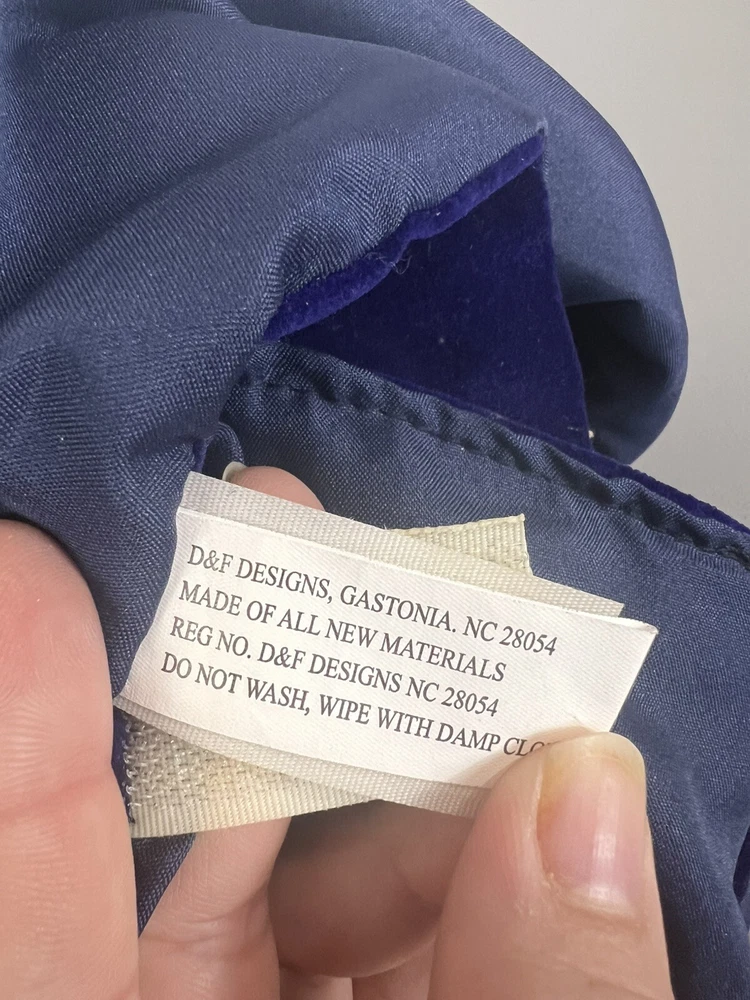 D&F DESIGNS, GASTONIA. NC 28054
MADE OF ALL NEW MATERIALS
REG NO. D&F DESIGNS NC 28054
DO NOT WASH, WIPE WITH DAMP